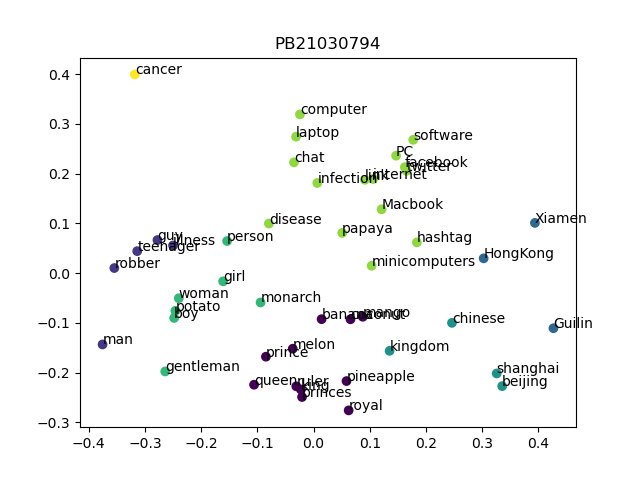 PB21030794
0.4
0.3
0.2
0.1
0.0
−0.1
−0.2
−0.3
−0.4
−0.3
−0.2
−0.1
0.0
0.1
0.2
0.3
0.4
cancer
computer
laptop
software
chat
PC
facebook
twitter
infection
link
internet
Macbook
disease
papaya
hashtag
Xiamen
guy
illness
teenager
person
robber
HongKong
minicomputers
girl
woman
potato
boy
monarch
banana
coconut
mango
chinese
Guilin
man
melon
prince
kingdom
gentleman
queen
ruler
king
princes
pineapple
shanghai
beijing
royal